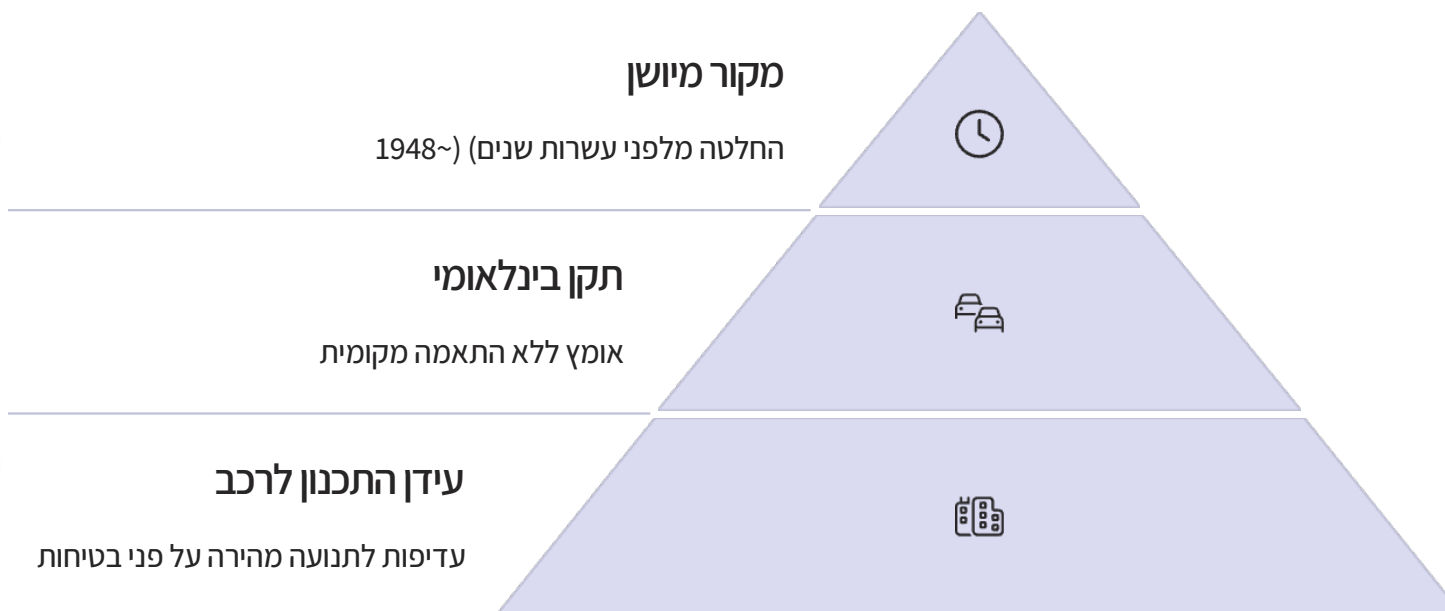 מקור מיושן
החלטה מלפני עשרות שנים) (~1948
תקן בינלאומי
אומץ ללא התאמה מקומית
עידן התכנון לרכב
עדיפות לתנועה מהירה על פני בטיחות